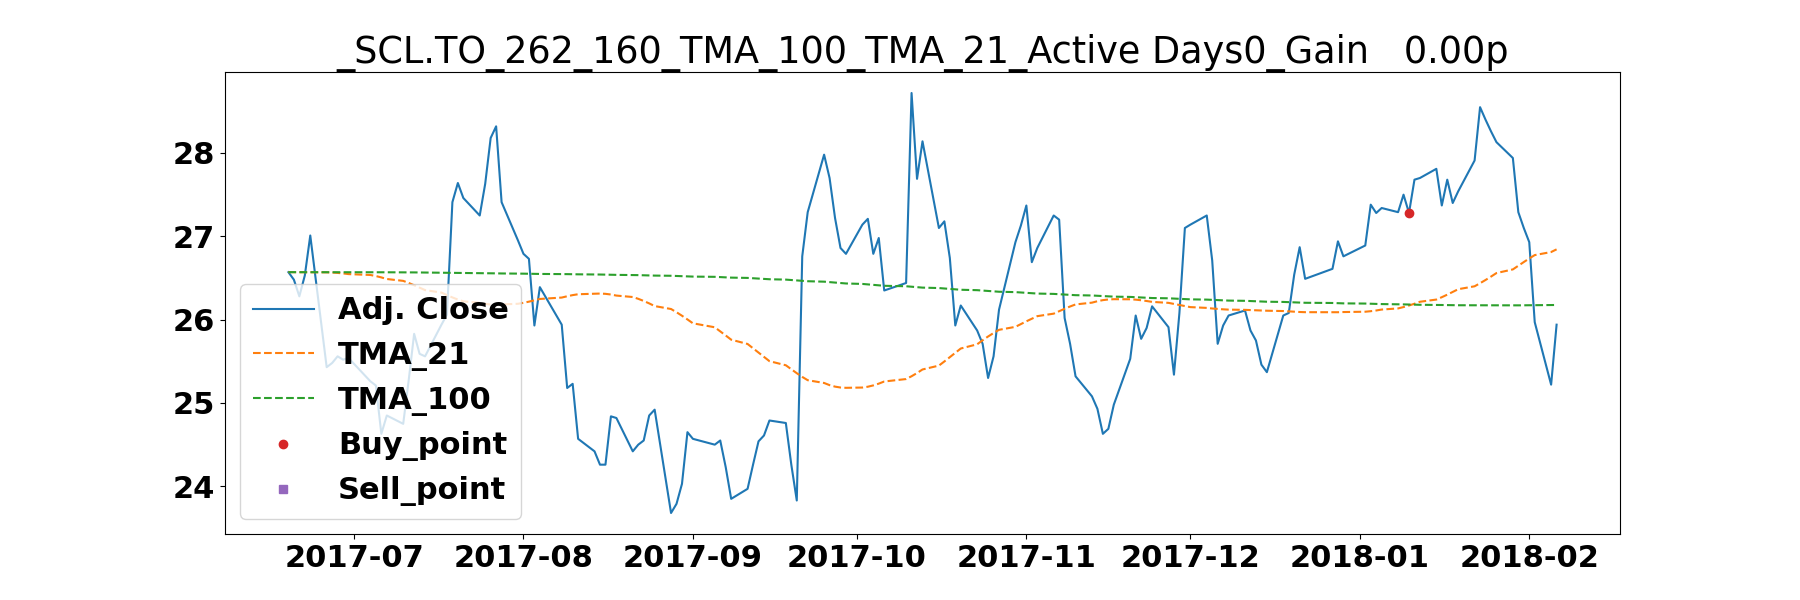 _SCL.TO_262_160_TMA_100_TMA_21_Active Days0_Gain   0.00p
28
27
26
25
24
Adj. Close
TMA_21
TMA_100
Buy_point
Sell_point
2017-07 2017-08 2017-09 2017-10 2017-11 2017-12 2018-01 2018-02